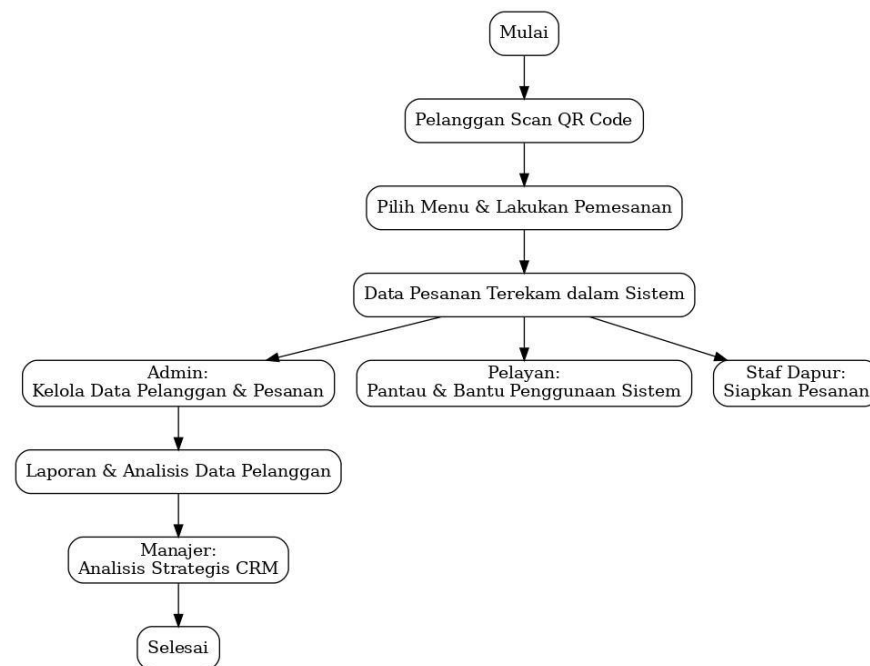 Mulai
Pelanggan Scan QR Code
Pilih Menu & Lakukan Pemesanan
Data Pesanan Terekam dalam Sistem
Admin:
Kelola Data Pelanggan & Pesanan
Pelayan:
Pantau & Bantu Penggunaan Sistem
Staf Dapur:
Siapkan Pesanan
Laporan & Analisis Data Pelanggan
Manajer:
Analisis Strategis CRM
Selesai